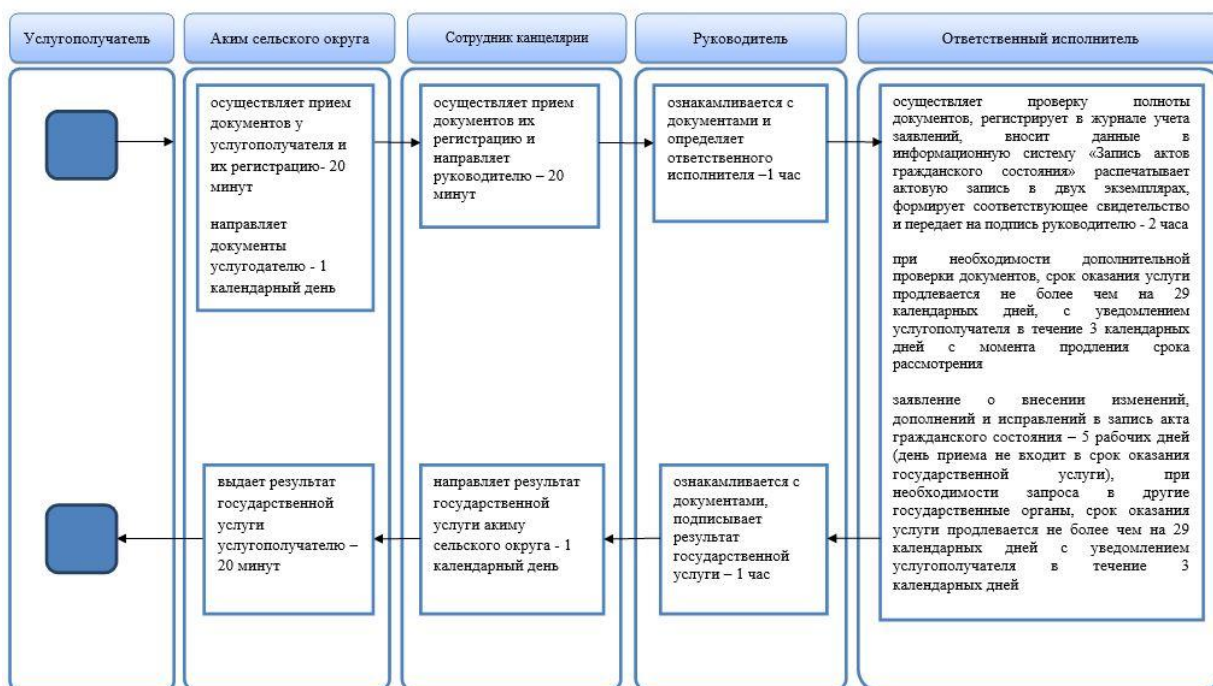 Услугополучатель
Аким сельского округа
Сотрудник канцелярии
Руководитель
Ответственный исполнитель
осуществляет прием
документов у
услугополучателя и
их регистрацию- 20
минут
направляет
документы
услугодателю - 1
календарный день
осуществляет прием
документов их
регистрацию и
направляет
руководителю – 20
минут
ознакамливается с
документами и
определяет
ответственного
исполнителя –1 час
осуществляет проверку полноты
документов, регистрирует в журнале учета
заявлений, вносит данные в
информационную систему «Запись актов
гражданского состояния» распечатывает
актовую запись в двух экземплярах,
формирует соответствующее свидетельство
и передает на подпись руководителю - 2 часа
при необходимости дополнительной
проверки документов, срок оказания услуги
продлевается не более чем на 29
календарных дней, с уведомлением
услугополучателя в течение 3 календарных
дней с момента продления срока
рассмотрения
заявление о внесении изменений,
дополнений и исправлений в запись акта
гражданского состояния – 5 рабочих дней
(день приема не входит в срок оказания
государственной услуги), при
необходимости запроса в другие
государственные органы, срок оказания
услуги продлевается не более чем на 29
календарных дней с уведомлением
услугополучателя в течение 3
календарных дней
выдает результат
государственной
услуги
услугополучателю –
20 минут
направляет результат
государственной
услуги акиму
сельского округа - 1
календарный день
ознакамливается с
документами,
подписывает
результат
государственной
услуги – 1 час